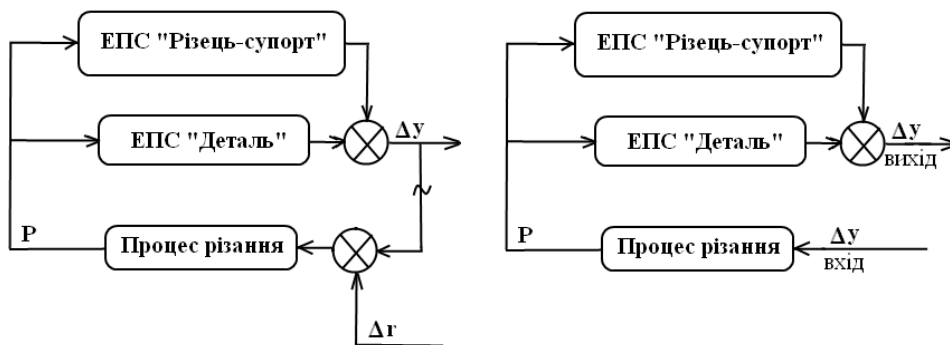 ЕПС "Різець-супорт"
ЕПС "Деталь"
Δy
P
Процес різання
Δr
ЕПС "Різець-супорт"
ЕПС "Деталь"
Δy
вихід
P
Процес різання
Δy
вхід